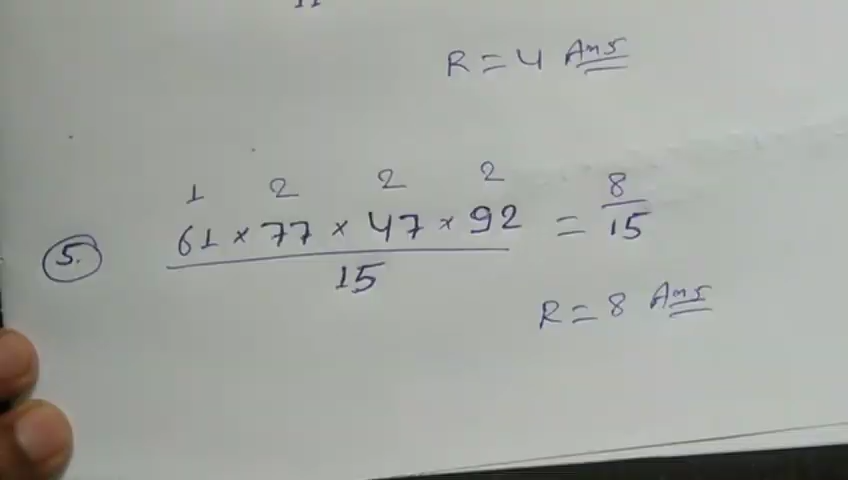 R = 4 Ans
1 2 2 2 8
5. 61 × 77 × 47 × 92 = 15
15
R = 8 Ans